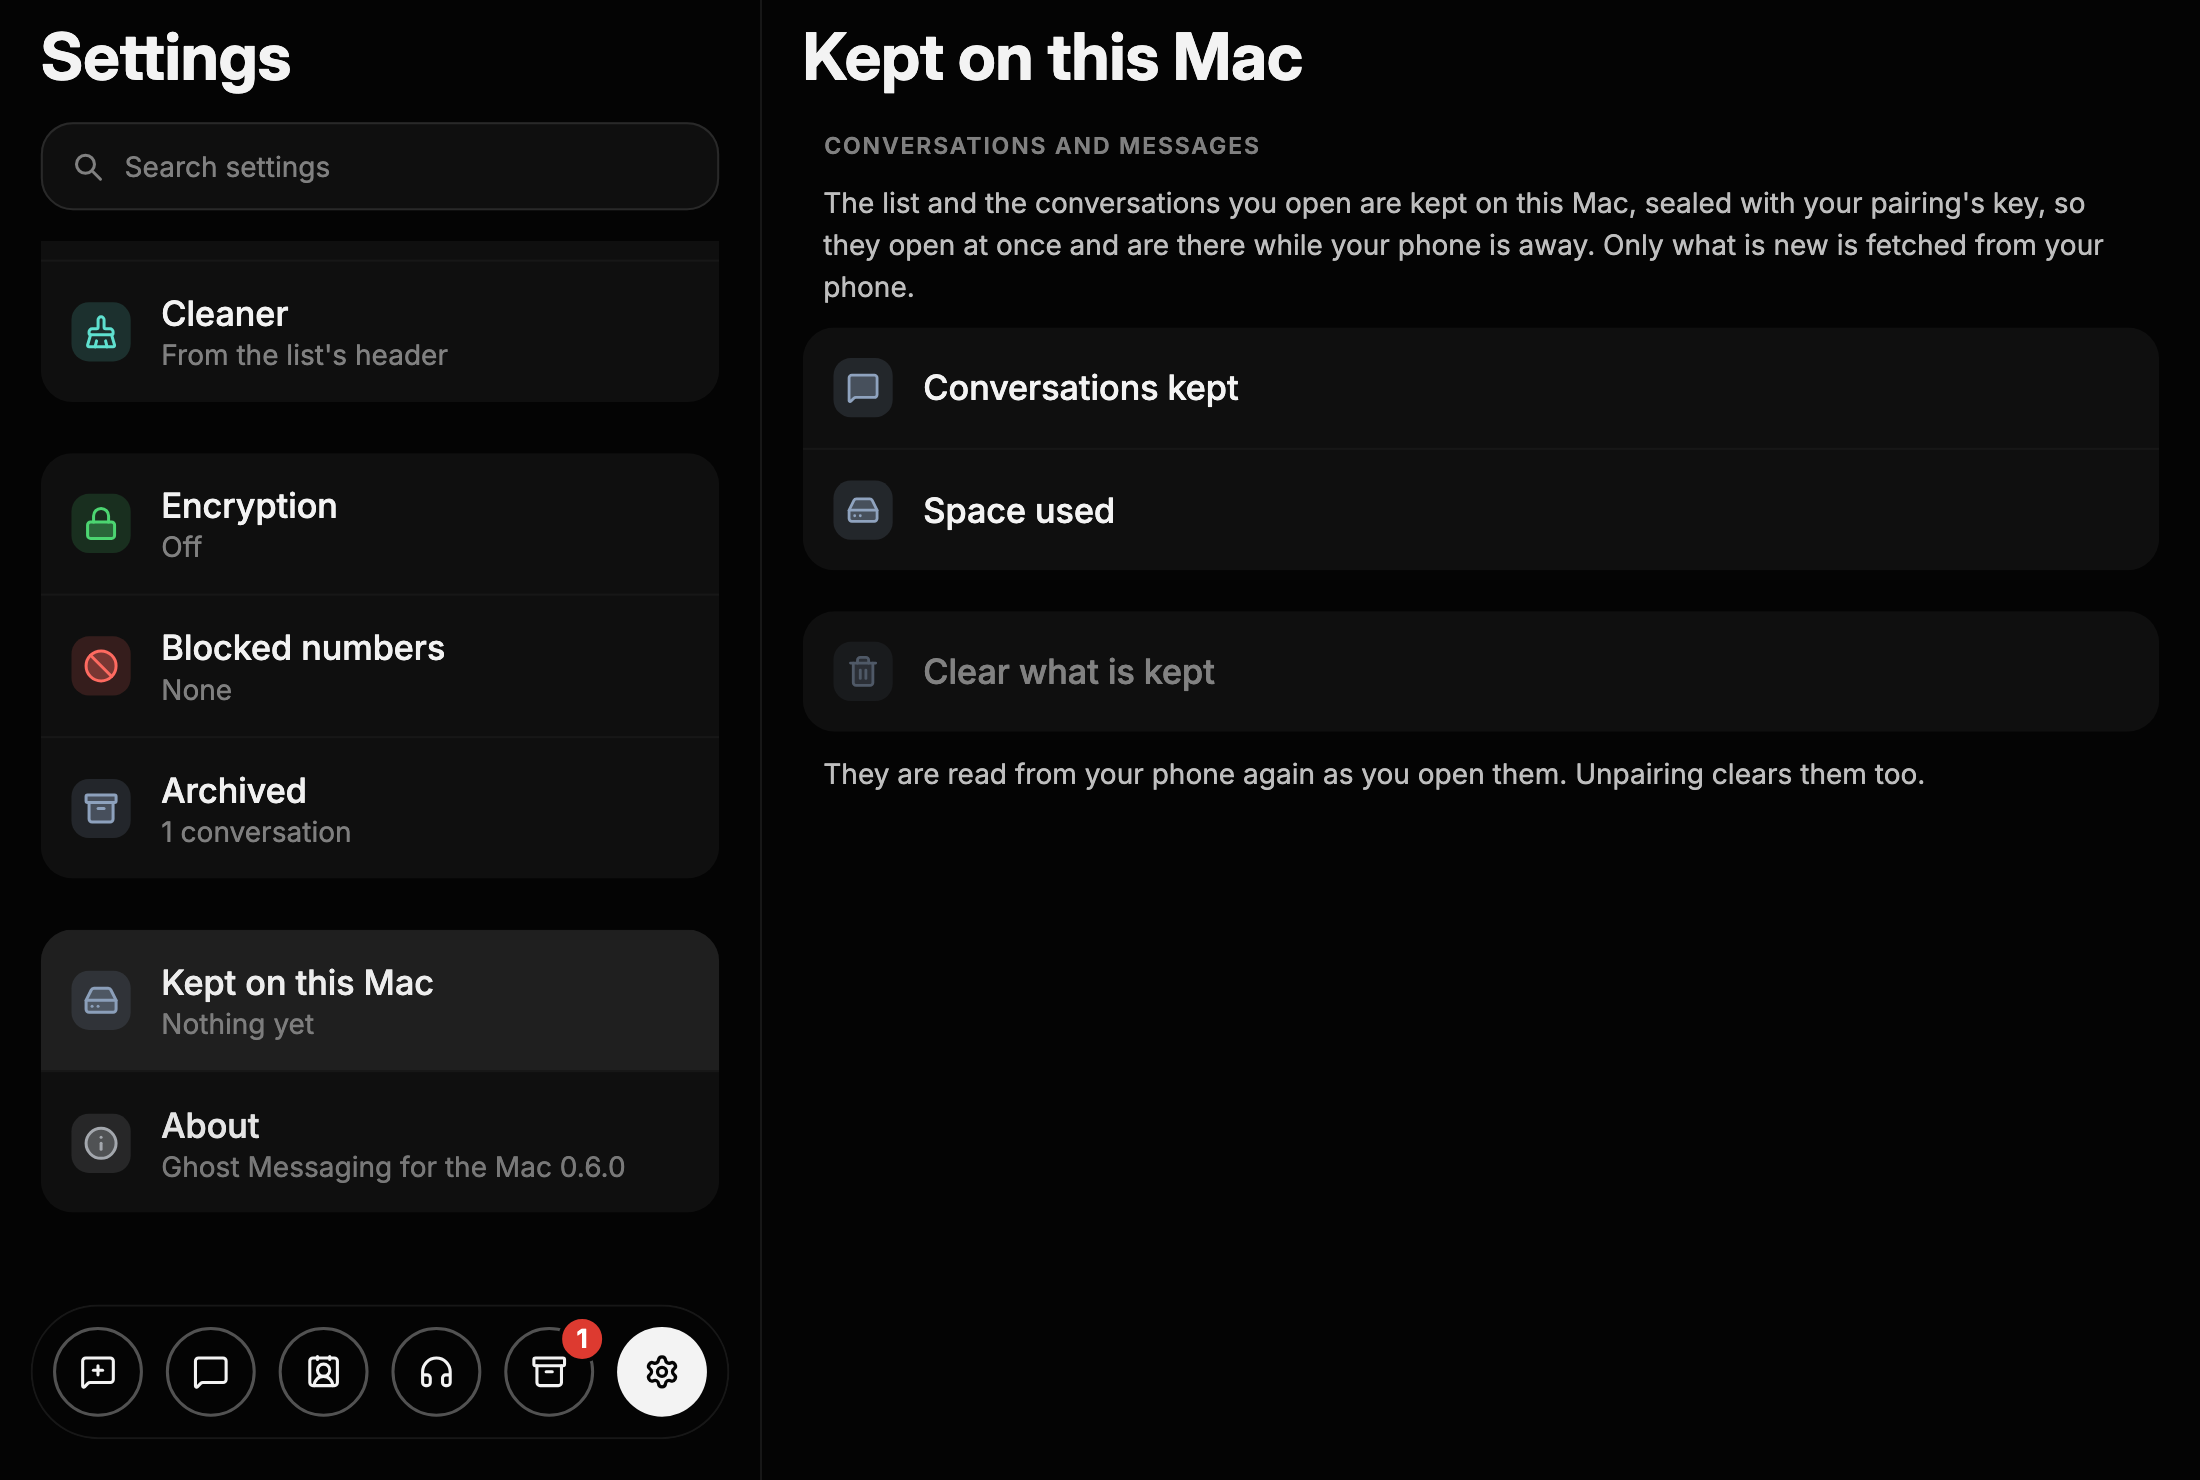 Settings
Search settings
Cleaner
From the list's header
Encryption
Off
Blocked numbers
None
Archived
1 conversation
Kept on this Mac
Nothing yet
About
Ghost Messaging for the Mac 0.6.0
1
Kept on this Mac
CONVERSATIONS AND MESSAGES
The list and the conversations you open are kept on this Mac, sealed with your pairing's key, so
they open at once and are there while your phone is away. Only what is new is fetched from your
phone.
Conversations kept
Space used
Clear what is kept
They are read from your phone again as you open them. Unpairing clears them too.